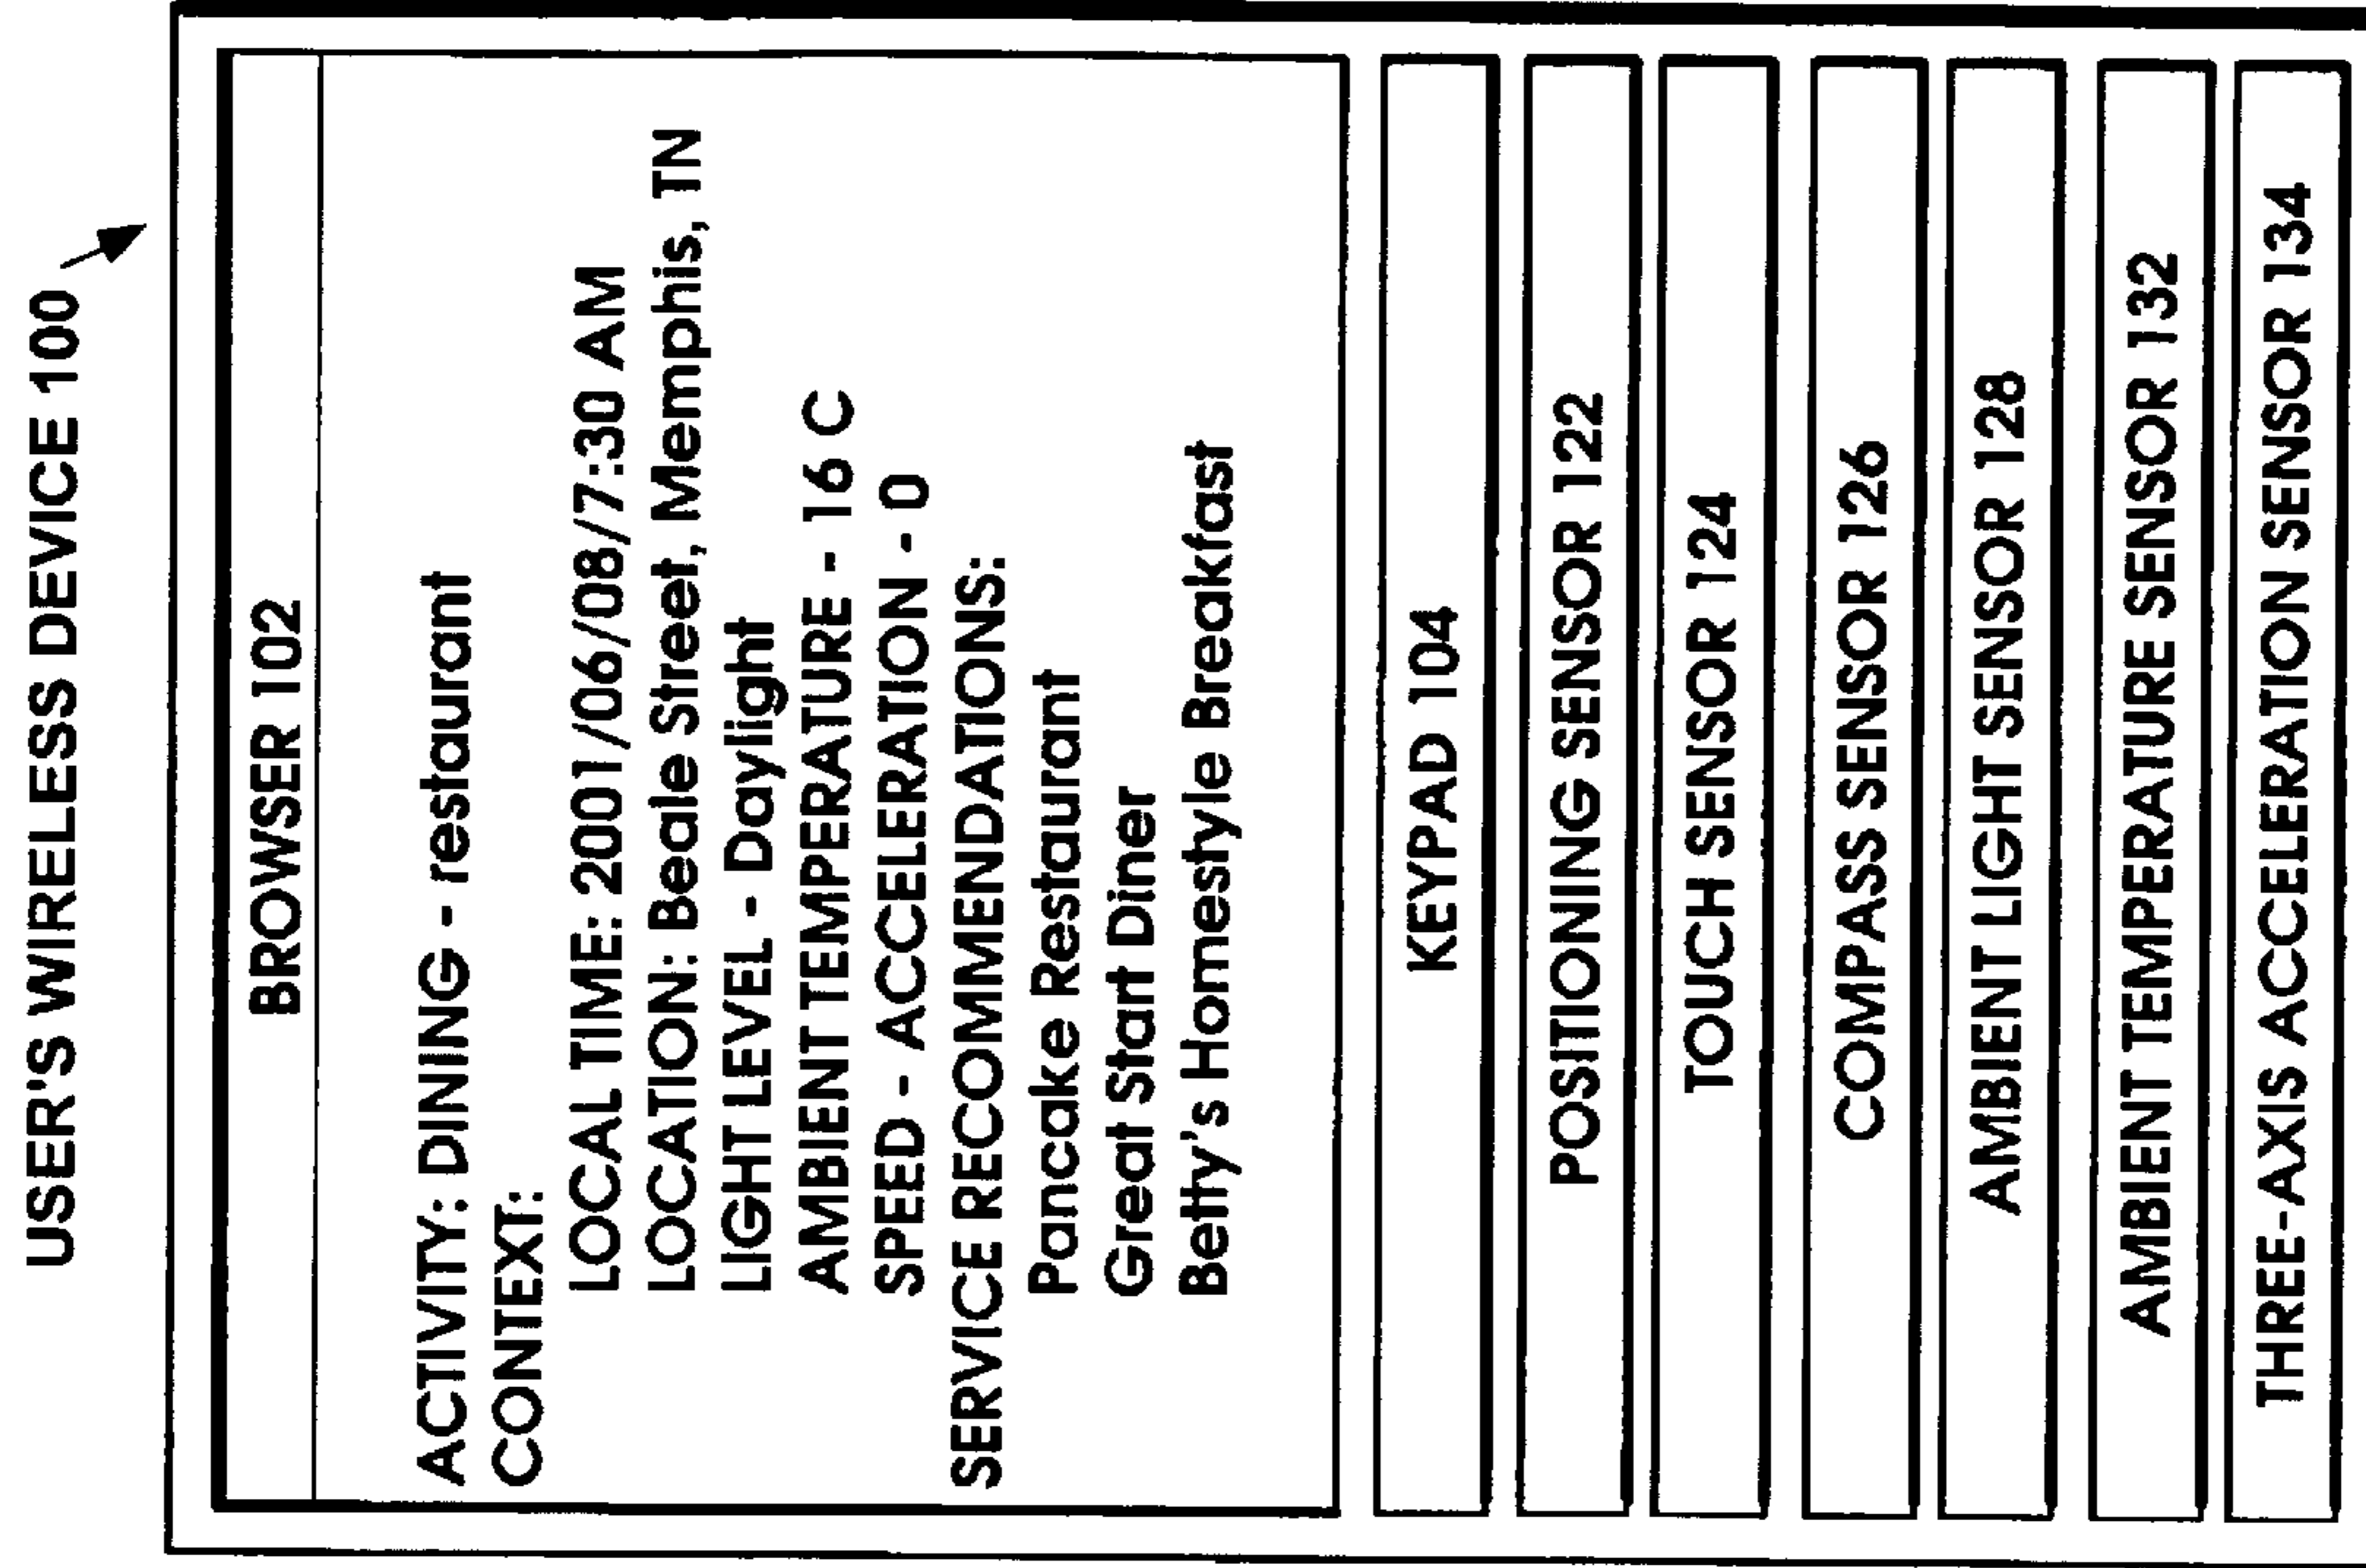 USER'S WIRELESS DEVICE 100
BROWSER 102
ACTIVITY: DINING - restaurant
CONTEXT:
LOCAL TIME: 2001/06/08/7:30 AM
LOCATION: Beale Street, Memphis, TN
LIGHT LEVEL - Daylight
AMBIENT TEMPERATURE - 16 C
SPEED - ACCELERATION - 0
SERVICE RECOMMENDATIONS:
Pancake Restaurant
Great Start Diner
Betty's Homestyle Breakfast
KEYPAD 104
POSITIONING SENSOR 122
TOUCH SENSOR 124
COMPASS SENSOR 126
AMBIENT LIGHT SENSOR 128
AMBIENT TEMPERATURE SENSOR 132
THREE-AXIS ACCELERATION SENSOR 134